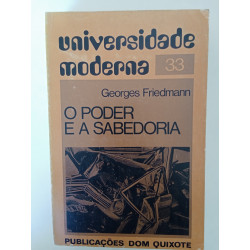 universidade
moderna 33
Georges Friedmann
O PODER
E A SABEDORIA
PUBLICAÇÕES DOM QUIXOTE